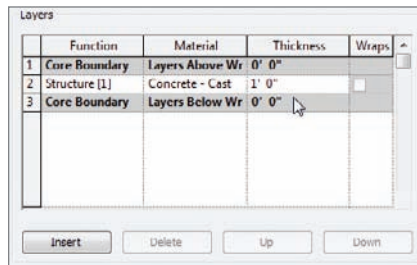 Layers
Function Material Thickness Wraps
1 Core Boundary Layers Above Wr 0' 0"
2 Structure [1] Concrete - Cast 1' 0"
3 Core Boundary Layers Below Wr 0' 0"
Insert Delete Up Down